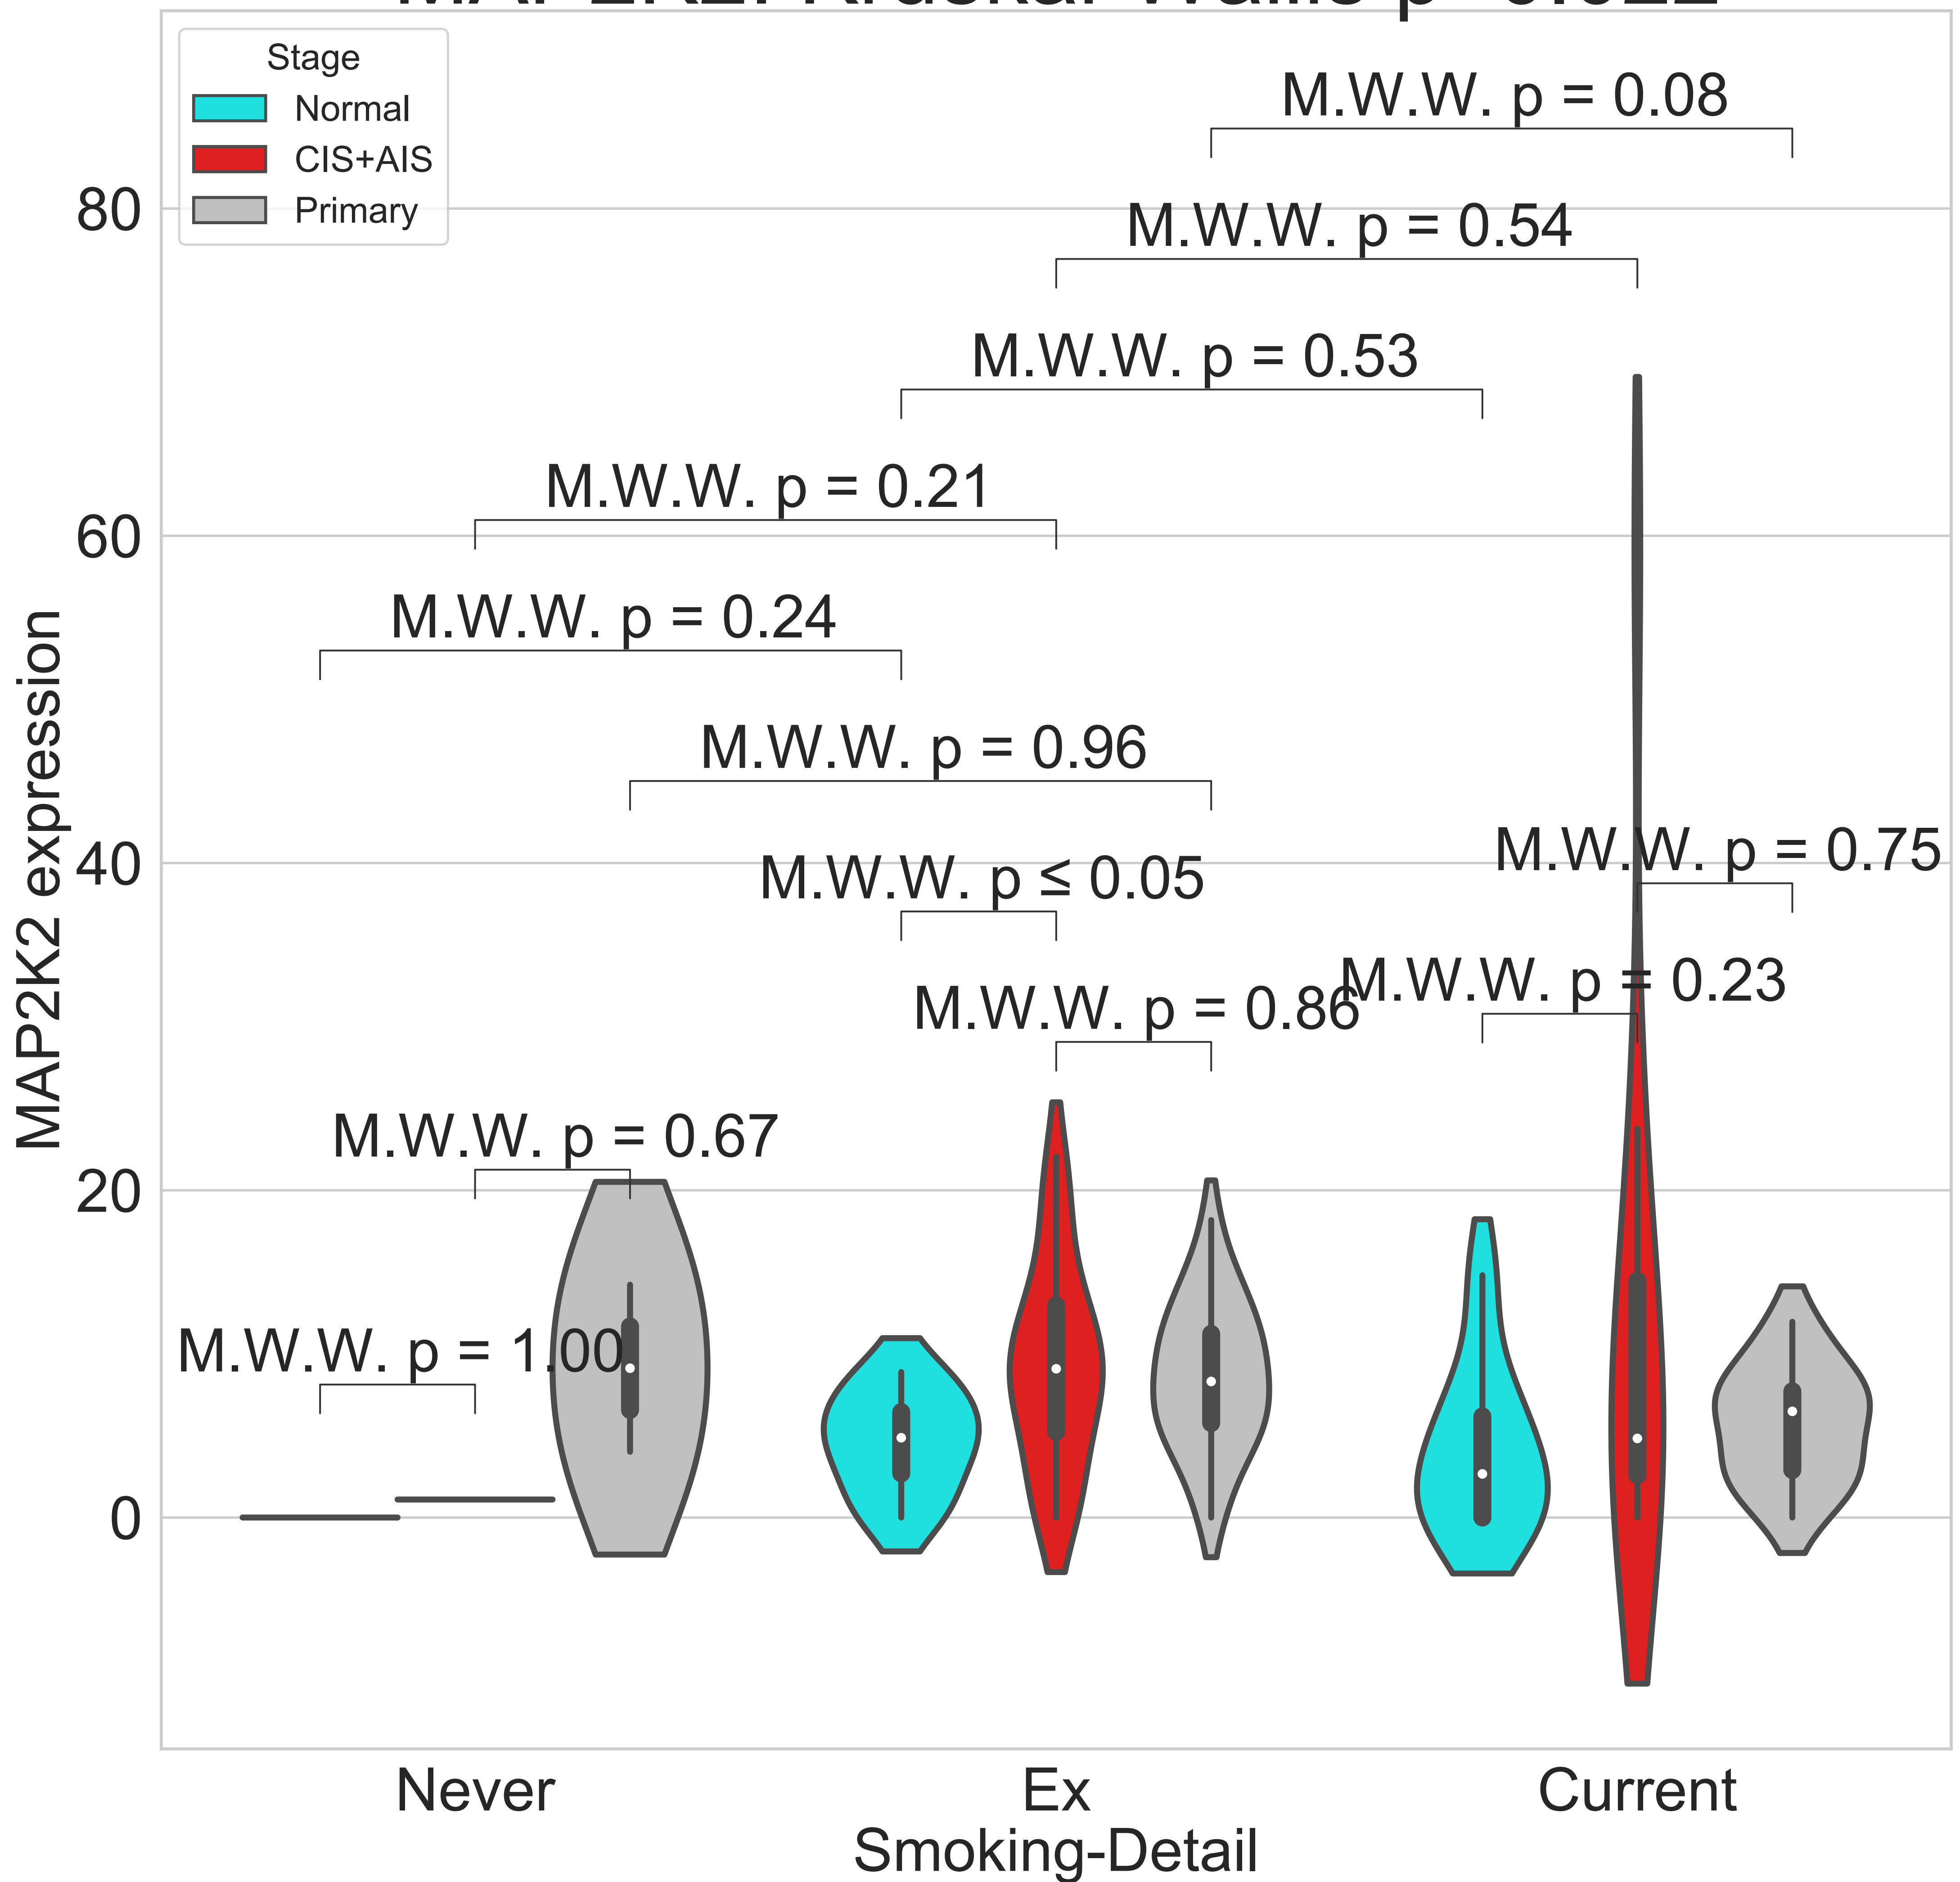 Stage
Normal
CIS+AIS
Primary
M.W.W. p = 0.08
M.W.W. p = 0.54
M.W.W. p = 0.53
M.W.W. p = 0.21
M.W.W. p = 0.24
M.W.W. p = 0.96
M.W.W. p ≤ 0.05
M.W.W. p = 0.75
M.W.W. p = 0.86
M.W.W. p = 0.23
M.W.W. p = 0.67
M.W.W. p = 1.00
80
60
40
20
0
MAP2K2 expression
Never
Ex
Current
Smoking-Detail